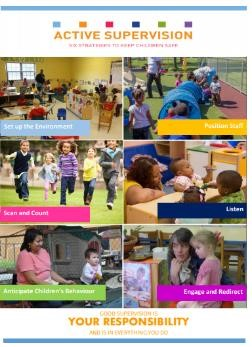 ACTIVE SUPERVISION
SIX STRATEGIES TO KEEP CHILDREN SAFE
Set up the Environment
Position Staff
Scan and Count
Listen
Anticipate Children's Behaviour
Engage and Redirect
GOOD SUPERVISION IS
YOUR RESPONSIBILITY
AND IS IN EVERYTHING YOU DO